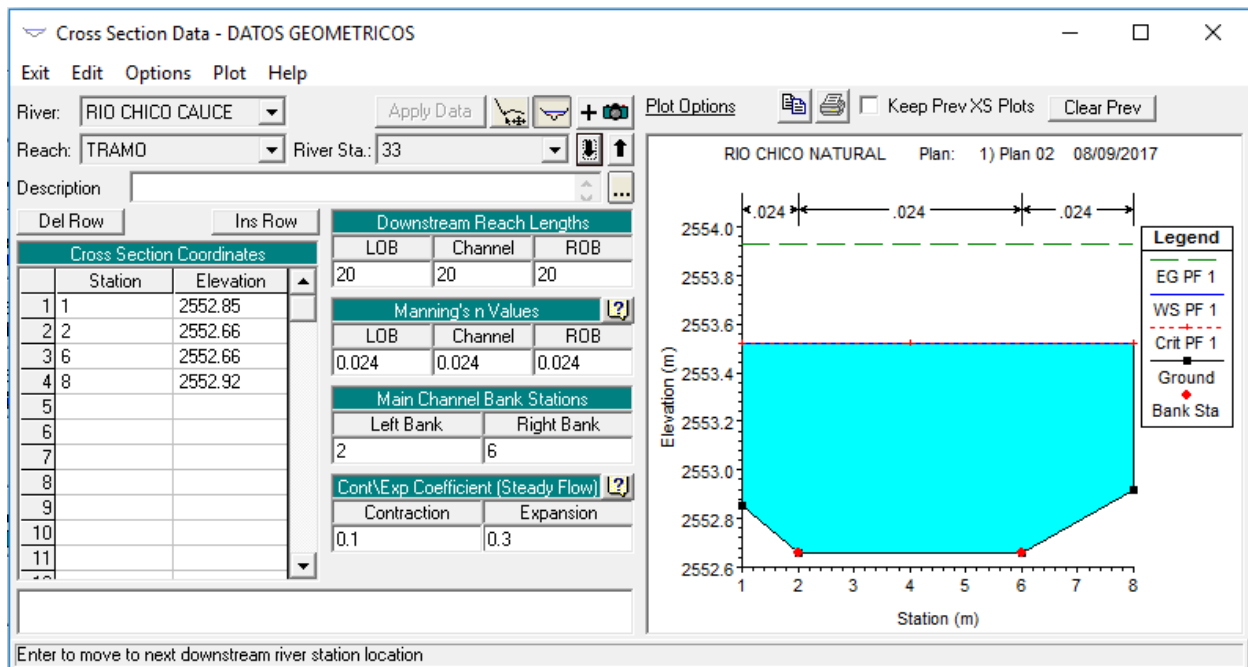 Cross Section Data - DATOS GEOMETRICOS
Exit Edit Options Plot Help
River: RIO CHICO CAUCE
Apply Data
Plot Options
Keep Prev XS Plots
Clear Prev
Reach: TRAMO
River Sta.: 33
Description
...
Del Row Ins Row
Cross Section Coordinates
Station Elevation
1 1 2552.85
2 2 2552.66
3 6 2552.66
4 8 2552.92
5
6
7
8
9
10
11
Downstream Reach Lengths
LOB Channel ROB
20 20 20
Manning's n Values
LOB Channel ROB
0.024 0.024 0.024
Main Channel Bank Stations
Left Bank Right Bank
2 6
Cont\Exp Coefficient (Steady Flow)
Contraction Expansion
0.1 0.3
RIO CHICO NATURAL Plan: 1) Plan 02 08/09/2017
.024 .024 .024
2554.0
2553.8
2553.6
2553.4
2553.2
2553.0
2552.8
2552.6
Elevation (m)
1 2 3 4 5 6 7 8
Station (m)
Legend
EG PF 1
WS PF 1
Crit PF 1
Ground
Bank Sta
Enter to move to next downstream river station location